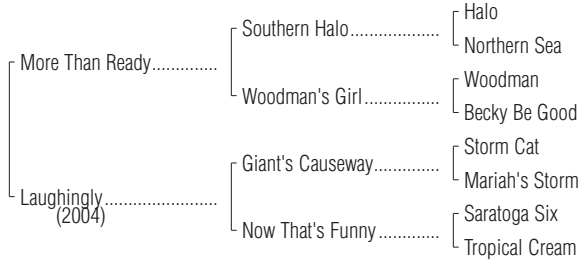 Halo
Southern Halo
Northern Sea
More Than Ready
Woodman
Woodman's Girl
Becky Be Good
Storm Cat
Giant's Causeway
Mariah's Storm
Laughingly
(2004)
Saratoga Six
Now That's Funny
Tropical Cream